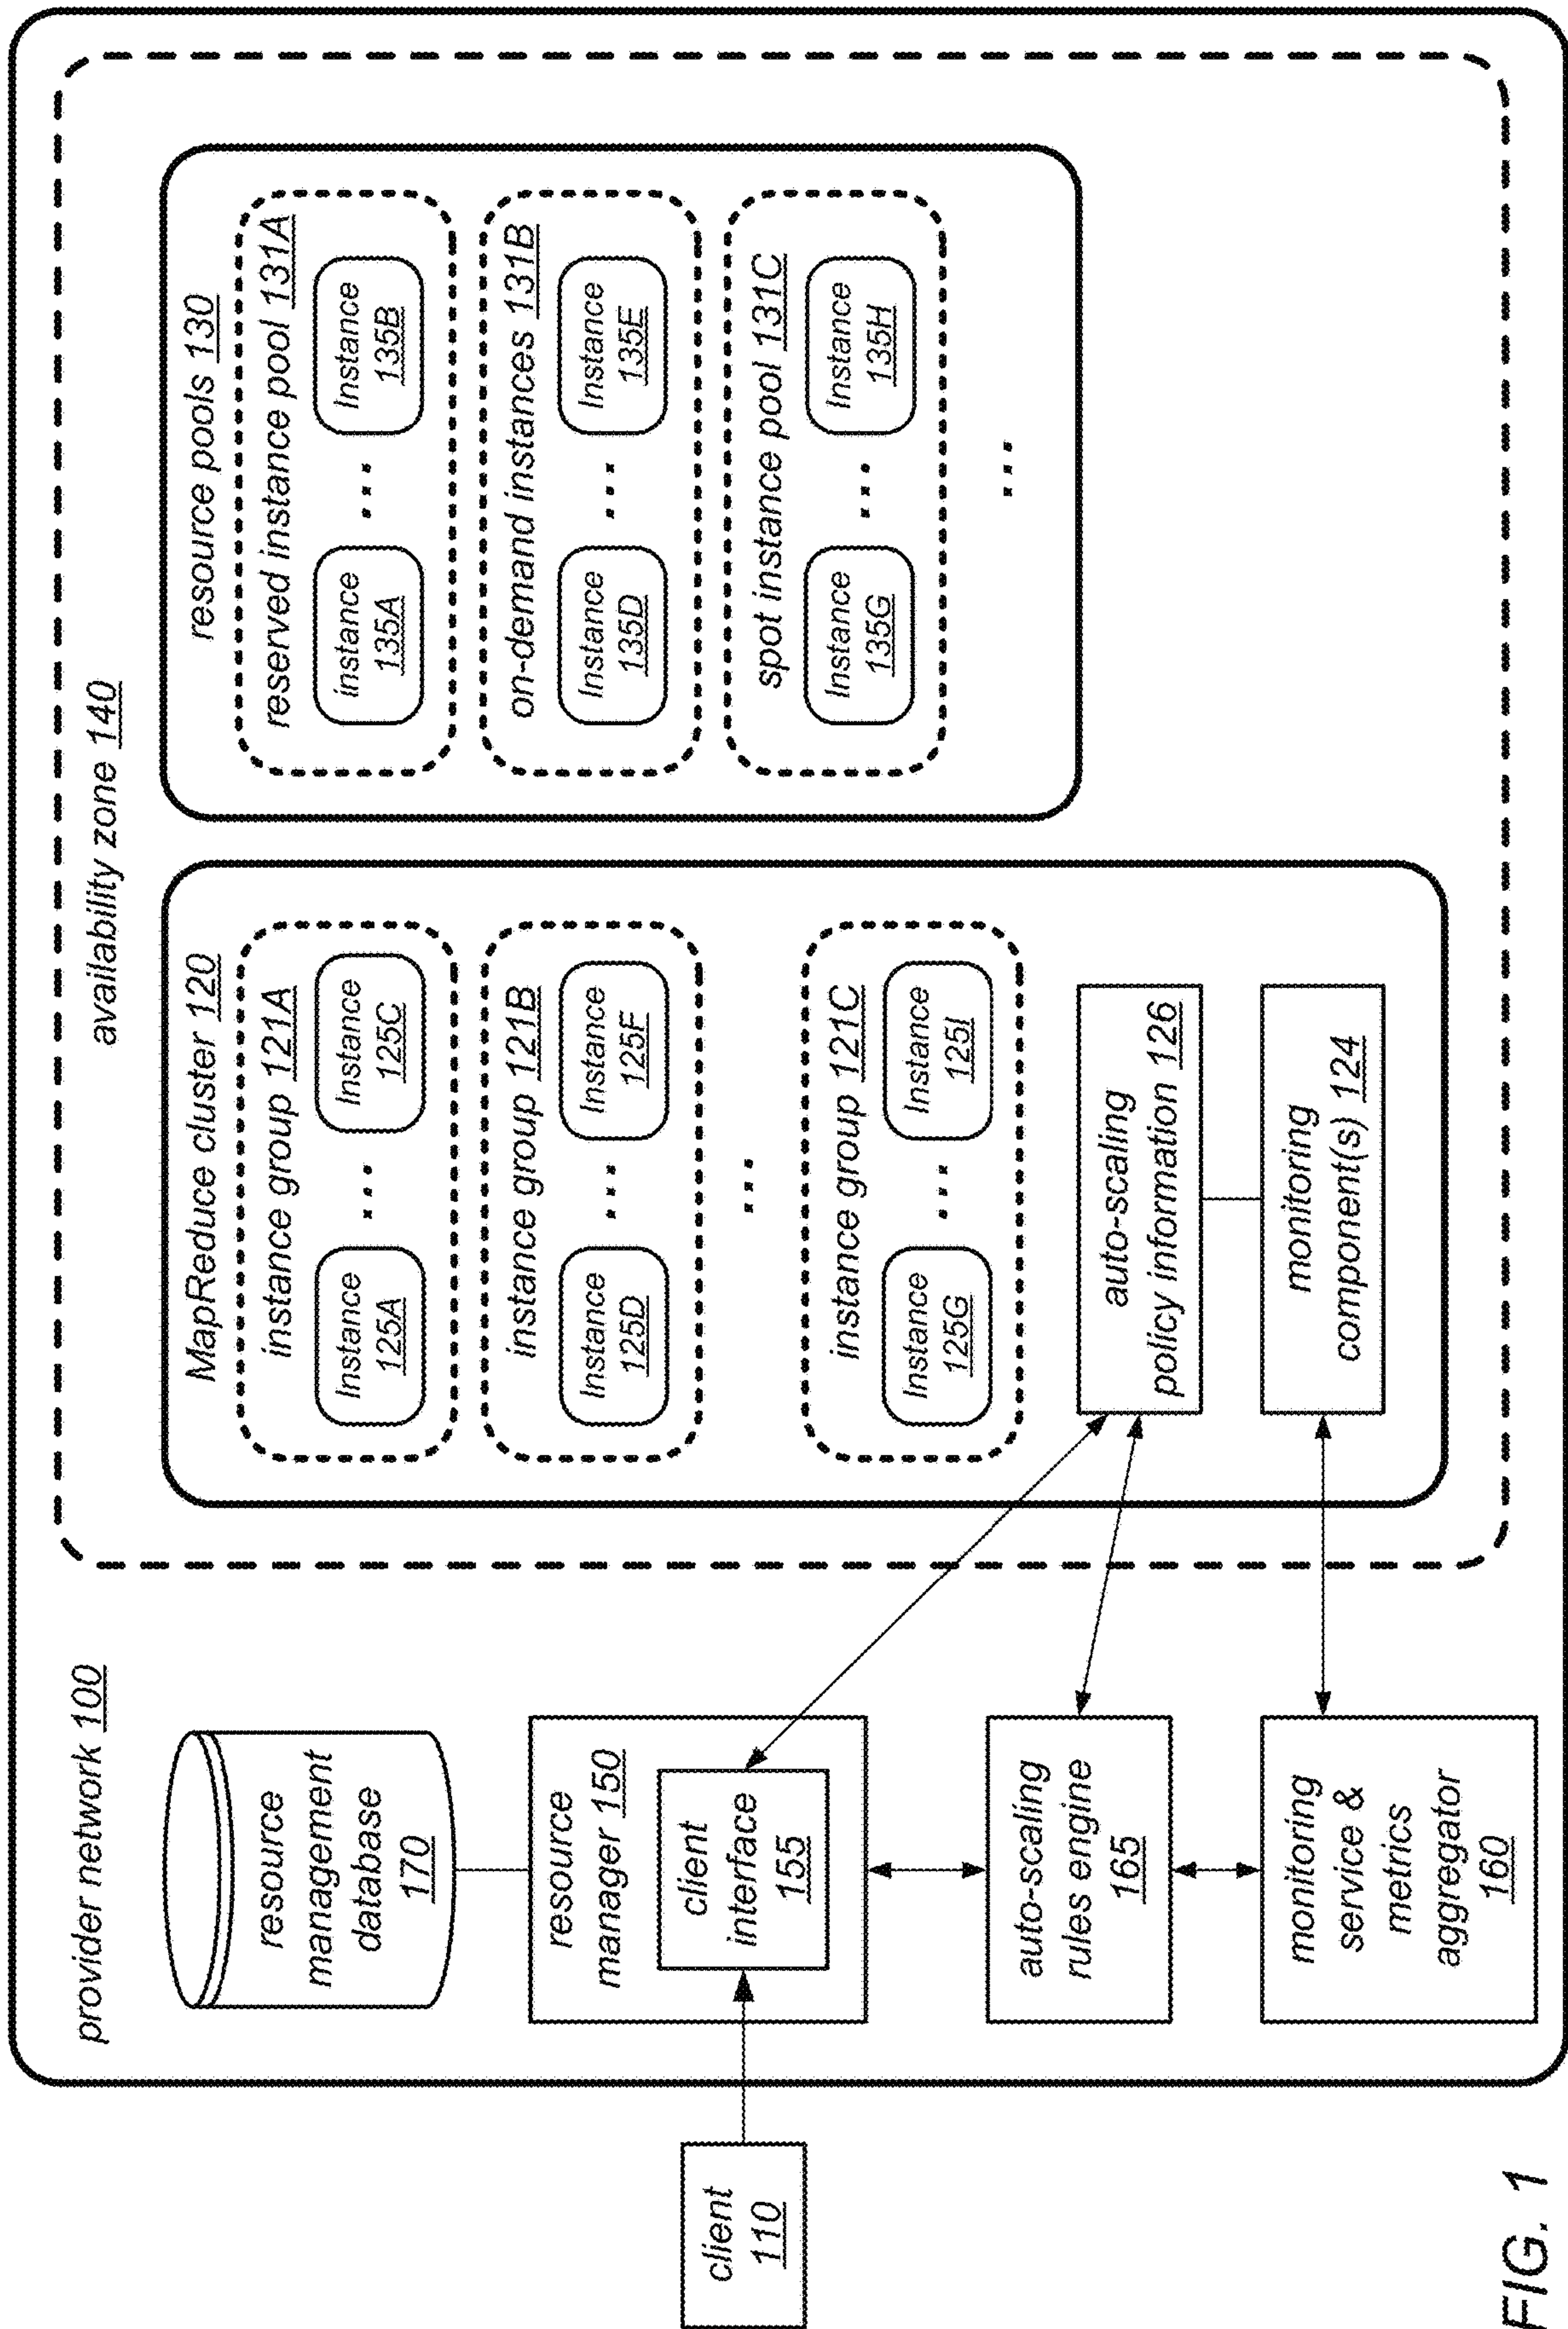 provider network 100
availability zone 140
resource
management
database
170
resource
manager 150
client
interface
155
client
110
auto-scaling
rules engine
165
monitoring
service &
metrics
aggregator
160
MapReduce cluster 120
instance group 121A
Instance
125A
...
Instance
125C
instance group 121B
Instance
125D
...
Instance
125F
...
instance group 121C
Instance
125G
...
Instance
125I
auto-scaling
policy information 126
monitoring
component(s) 124
resource pools 130
reserved instance pool 131A
instance
135A
...
Instance
135B
on-demand instances 131B
Instance
135D
...
Instance
135E
spot instance pool 131C
Instance
135G
...
Instance
135H
...
FIG. 1